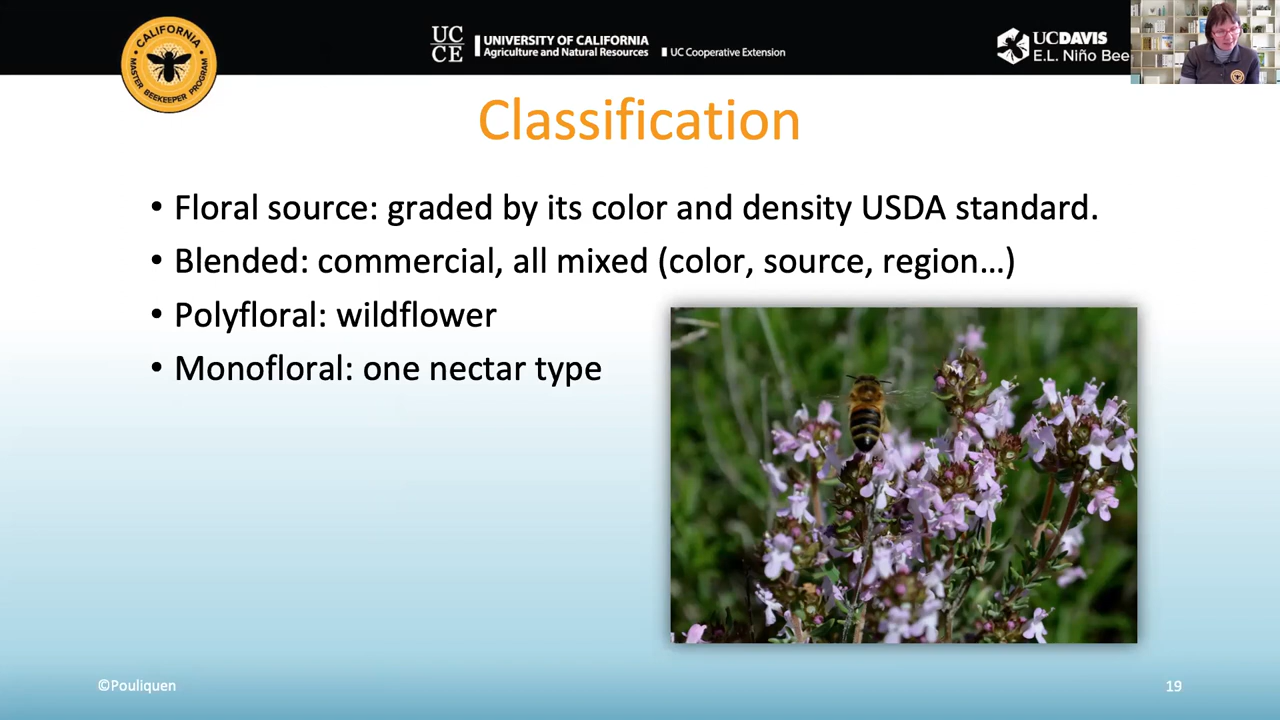 CALIFORNIA
MASTER BEEKEEPER PROGRAM
UC
CE
UNIVERSITY OF CALIFORNIA
Agriculture and Natural Resources
UC Cooperative Extension
UCDAVIS
E.L. Niño Bee
Classification
• Floral source: graded by its color and density USDA standard.
• Blended: commercial, all mixed (color, source, region…)
• Polyfloral: wildflower
• Monofloral: one nectar type
©Pouliquen
19